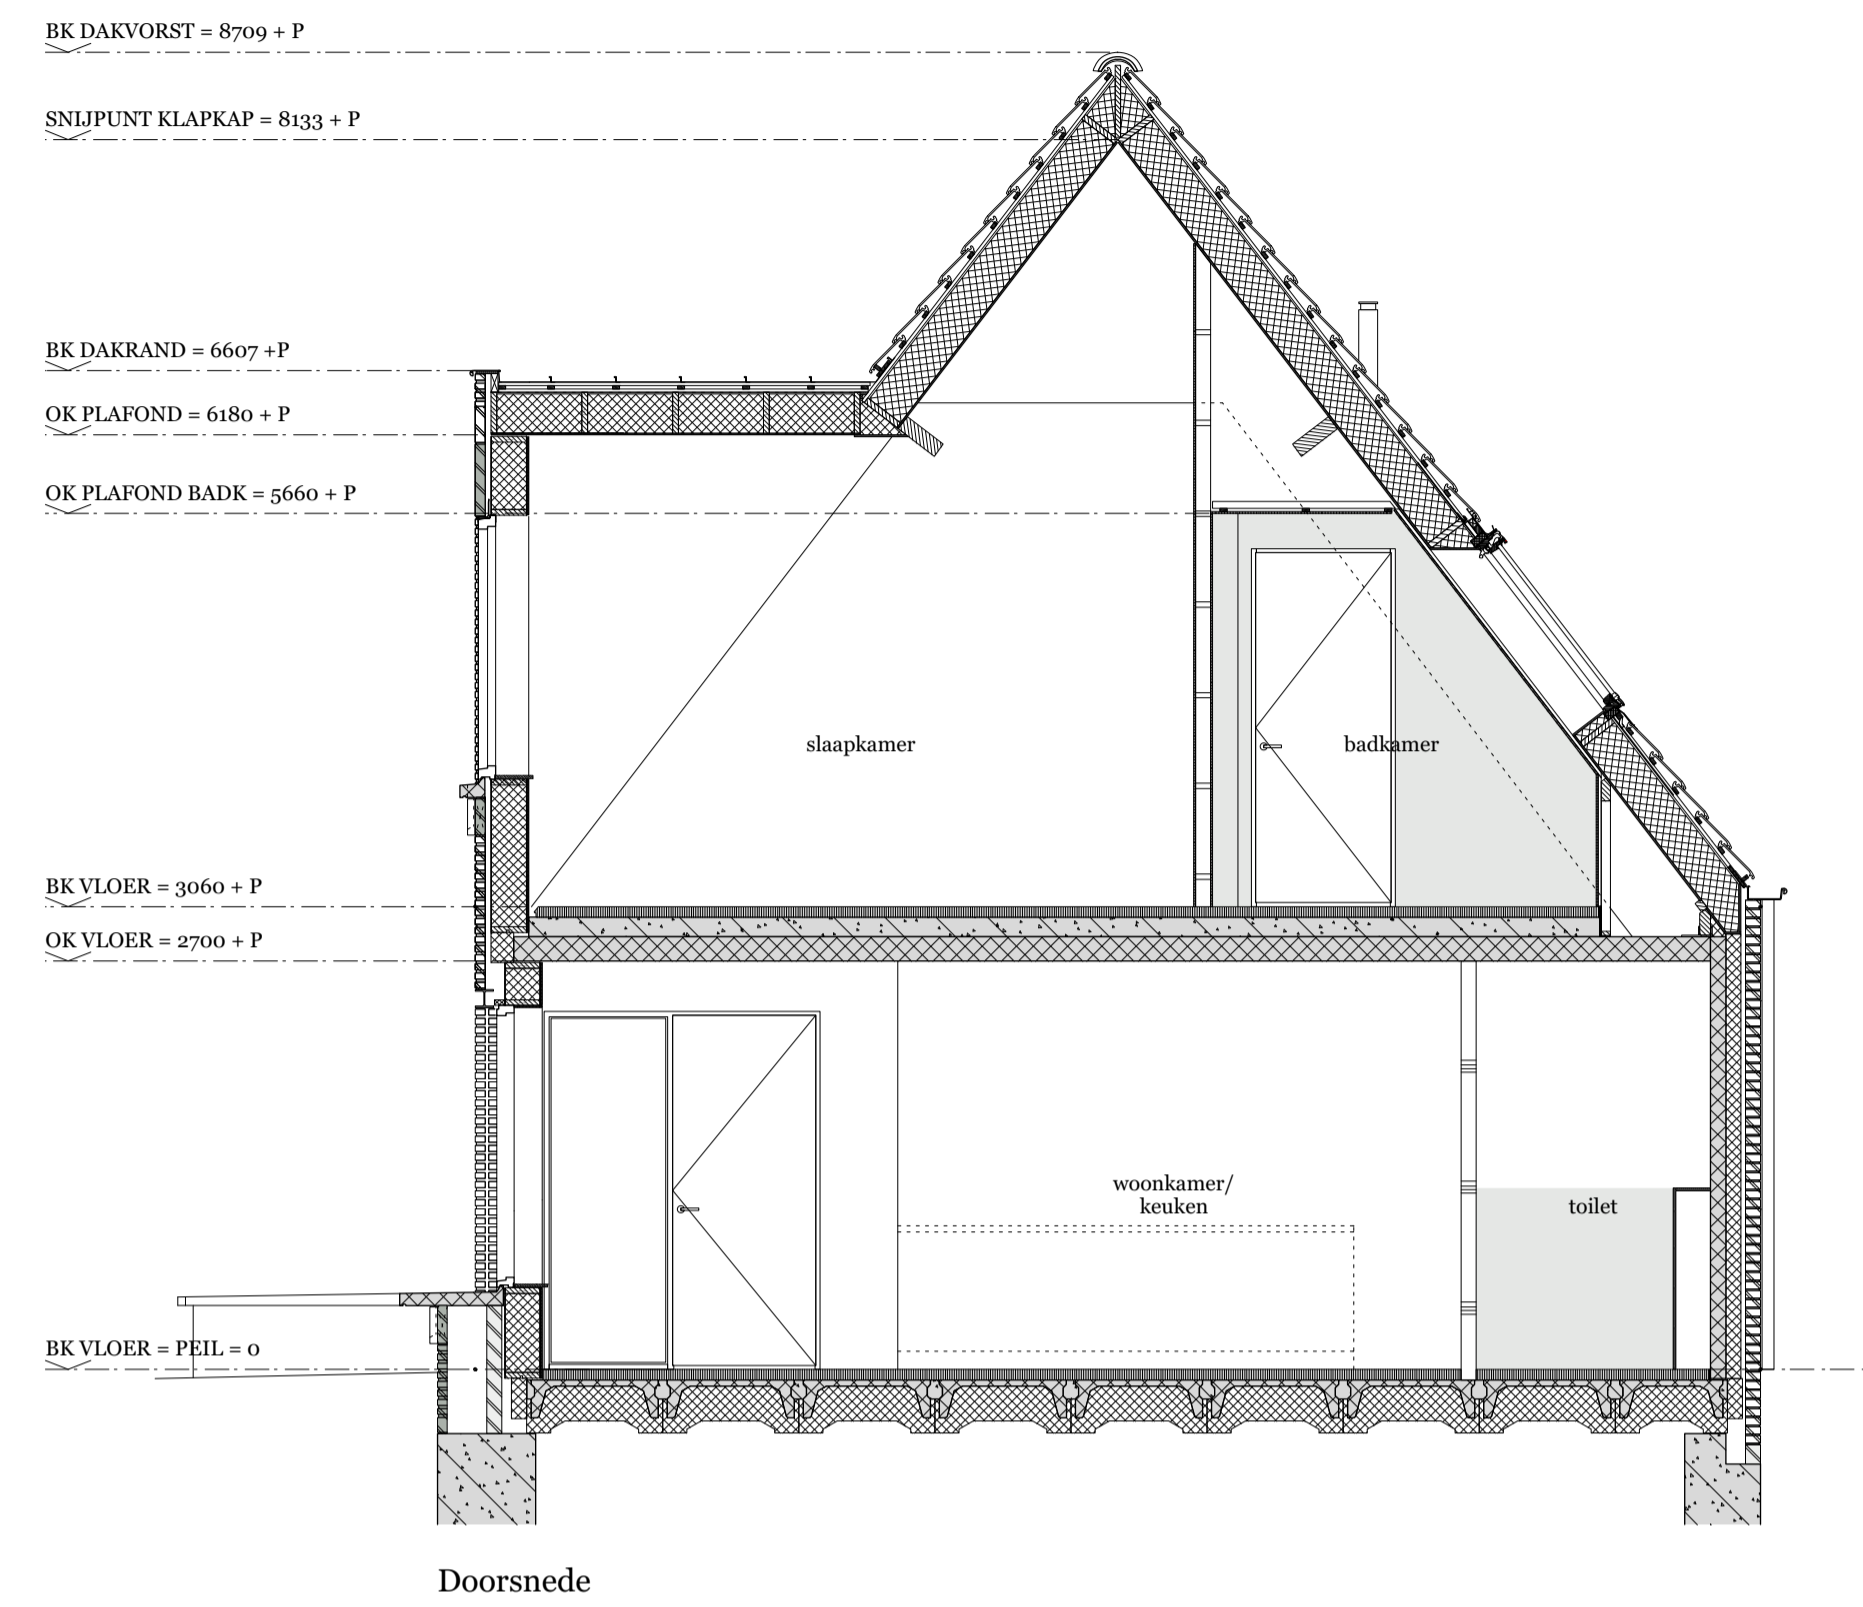 BK DAKVORST = 8709 + P
SNIJPUNT KLAPKAP = 8133 + P
BK DAKRAND = 6607 +P
OK PLAFOND = 6180 + P
OK PLAFOND BADK = 5660 + P
slaapkamer
badkamer
BK VLOER = 3060 + P
OK VLOER = 2700 + P
woonkamer/
keuken
toilet
BK VLOER = PEIL = 0
Doorsnede